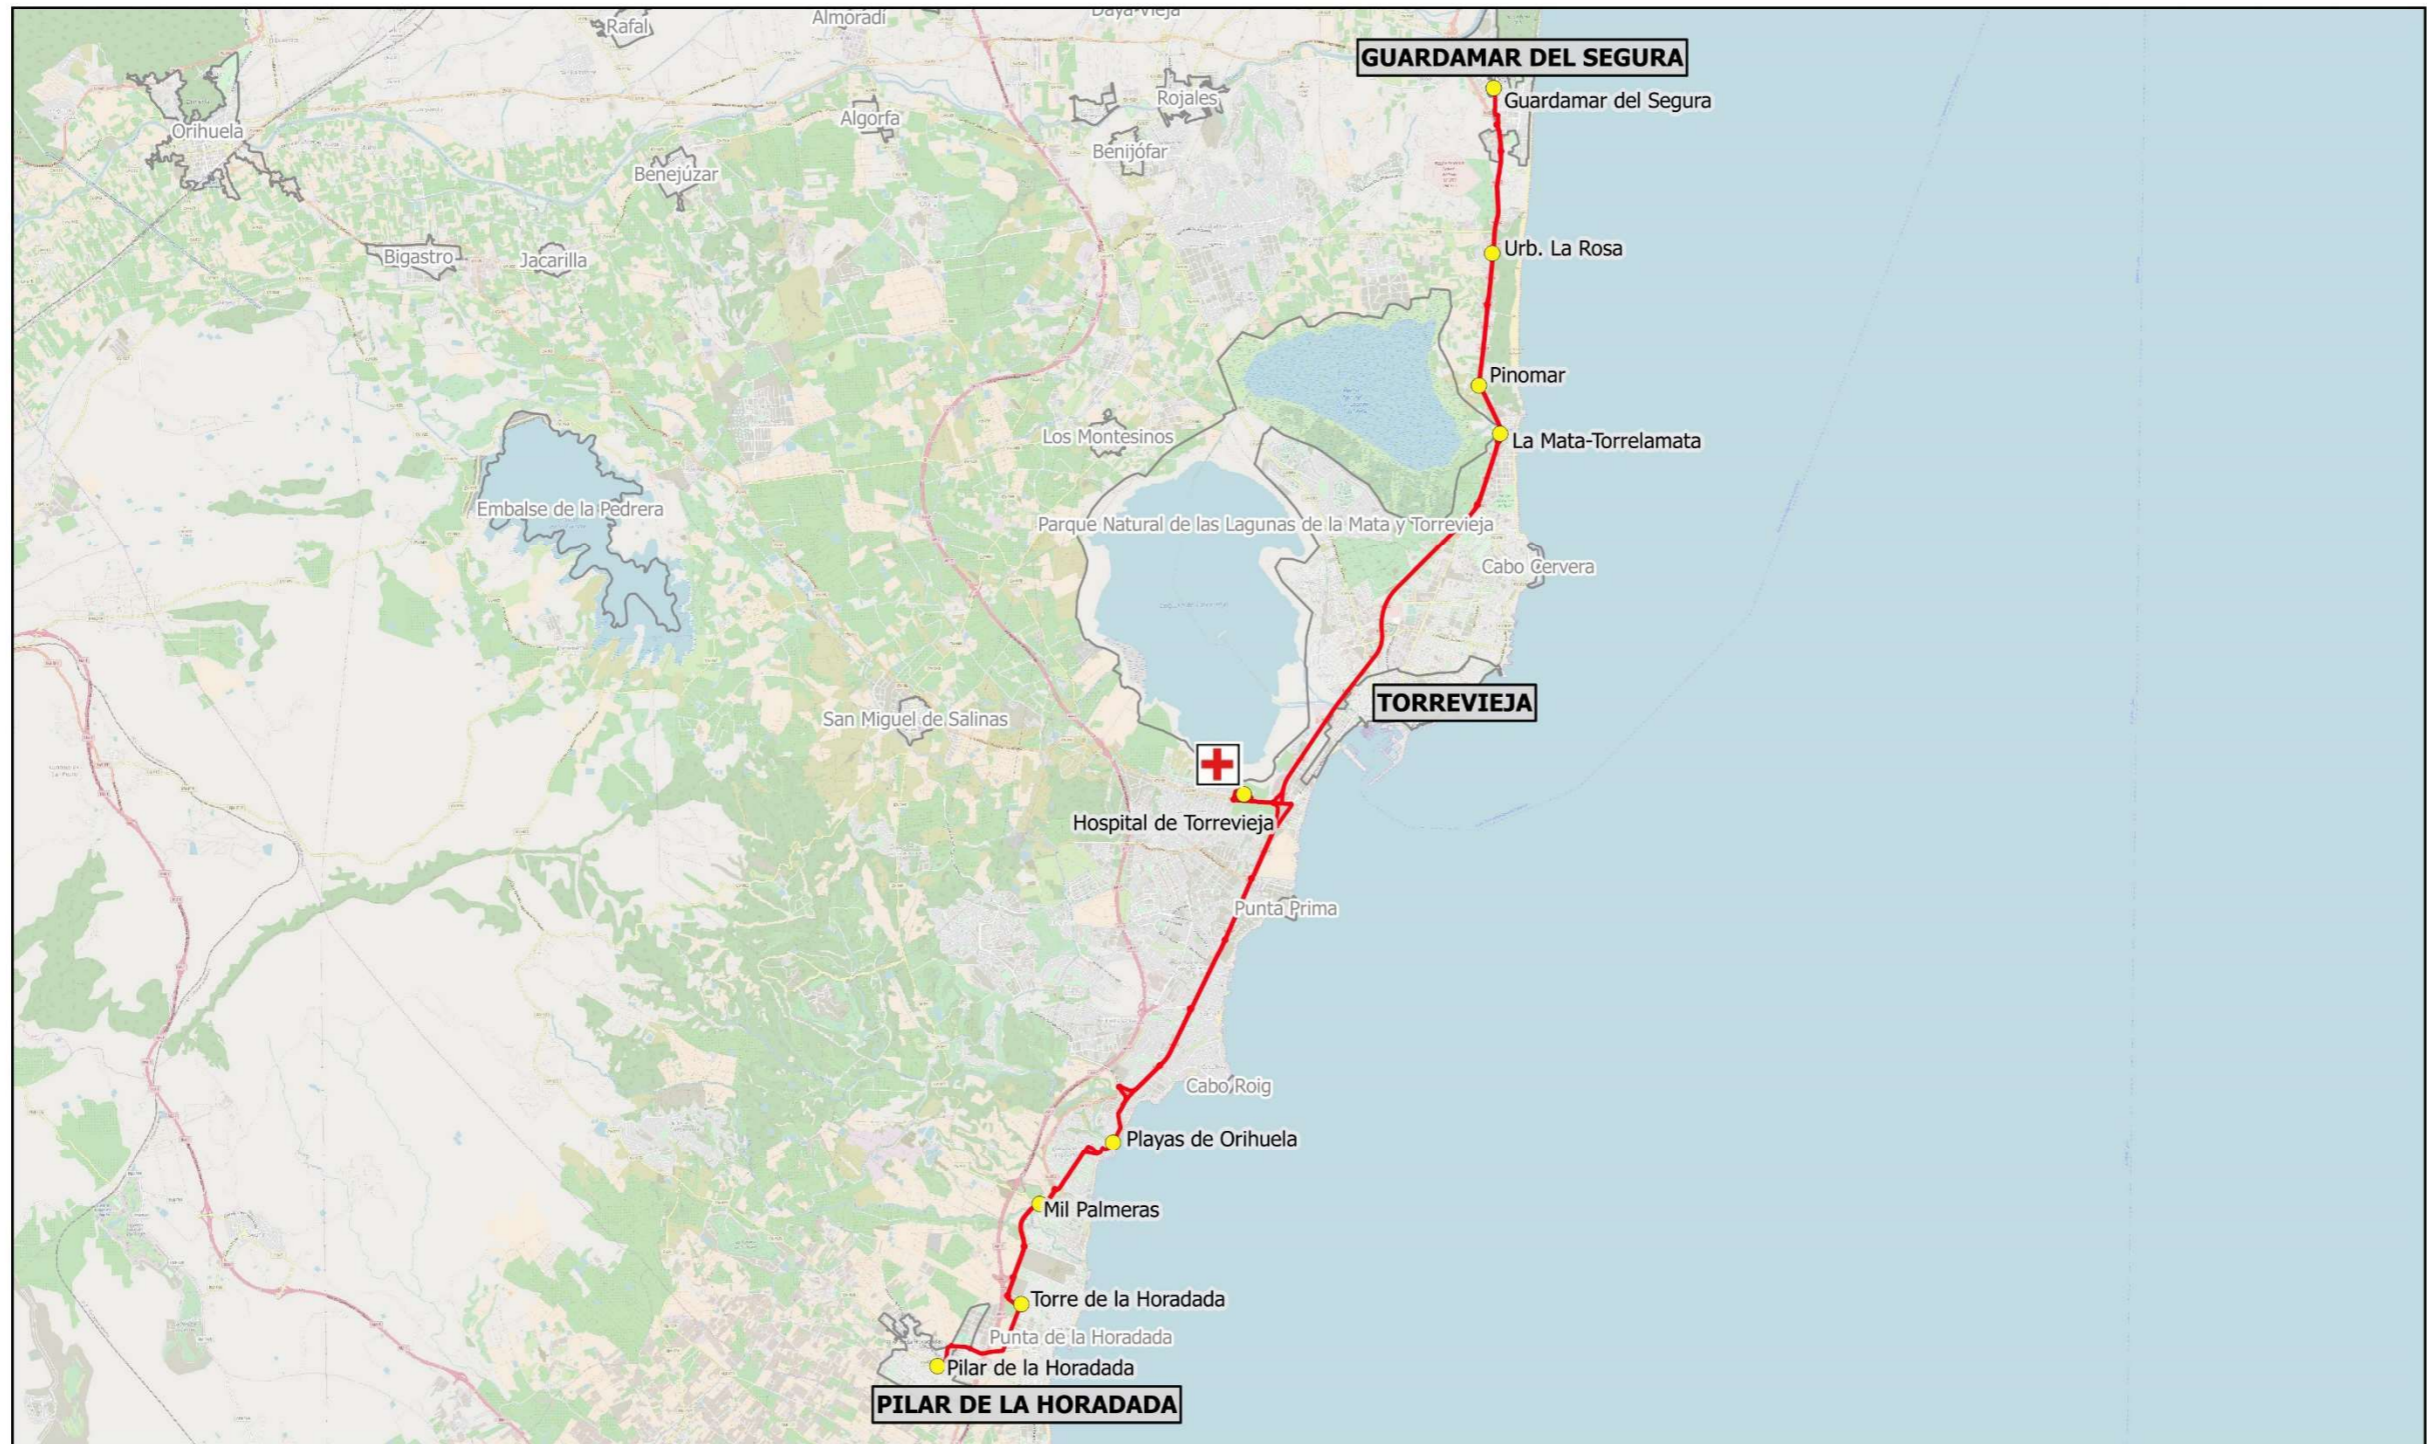 Rafal
Almoradí
Daya Vieja
GUARDAMAR DEL SEGURA
Guardamar del Segura
Rojales
Algorfa
Orihuela
Benijófar
Benejúzar
Urb. La Rosa
Bigastro
Jacarilla
Pinomar
Los Montesinos
La Mata-Torrelamata
Embalse de la Pedrera
Parque Natural de las Lagunas de la Mata y Torrevieja
Cabo Cervera
TORREVIEJA
San Miguel de Salinas
Hospital de Torrevieja
Punta Prima
Cabo Roig
Playas de Orihuela
Mil Palmeras
Torre de la Horadada
Punta de la Horadada
Pilar de la Horadada
PILAR DE LA HORADADA